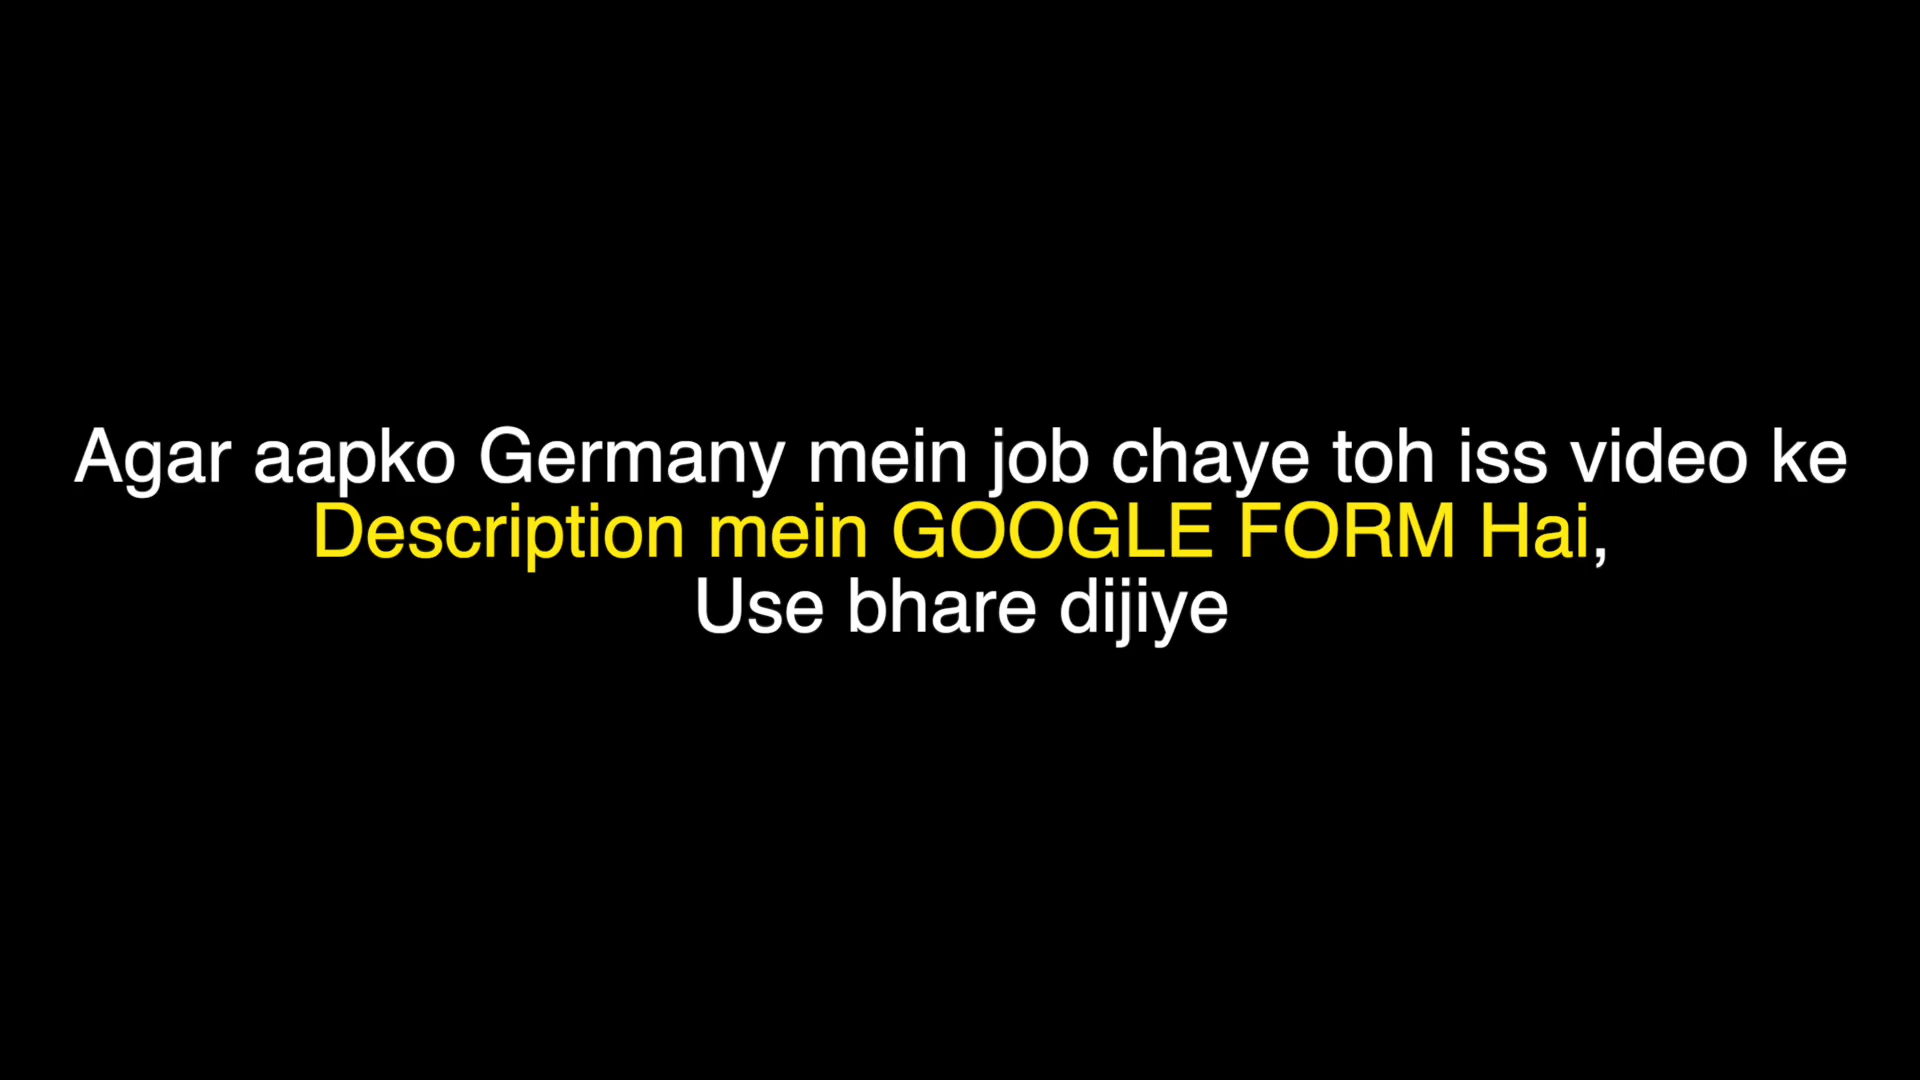 Agar aapko Germany mein job chaye toh iss video ke
Description mein GOOGLE FORM Hai,
Use bhare dijiye